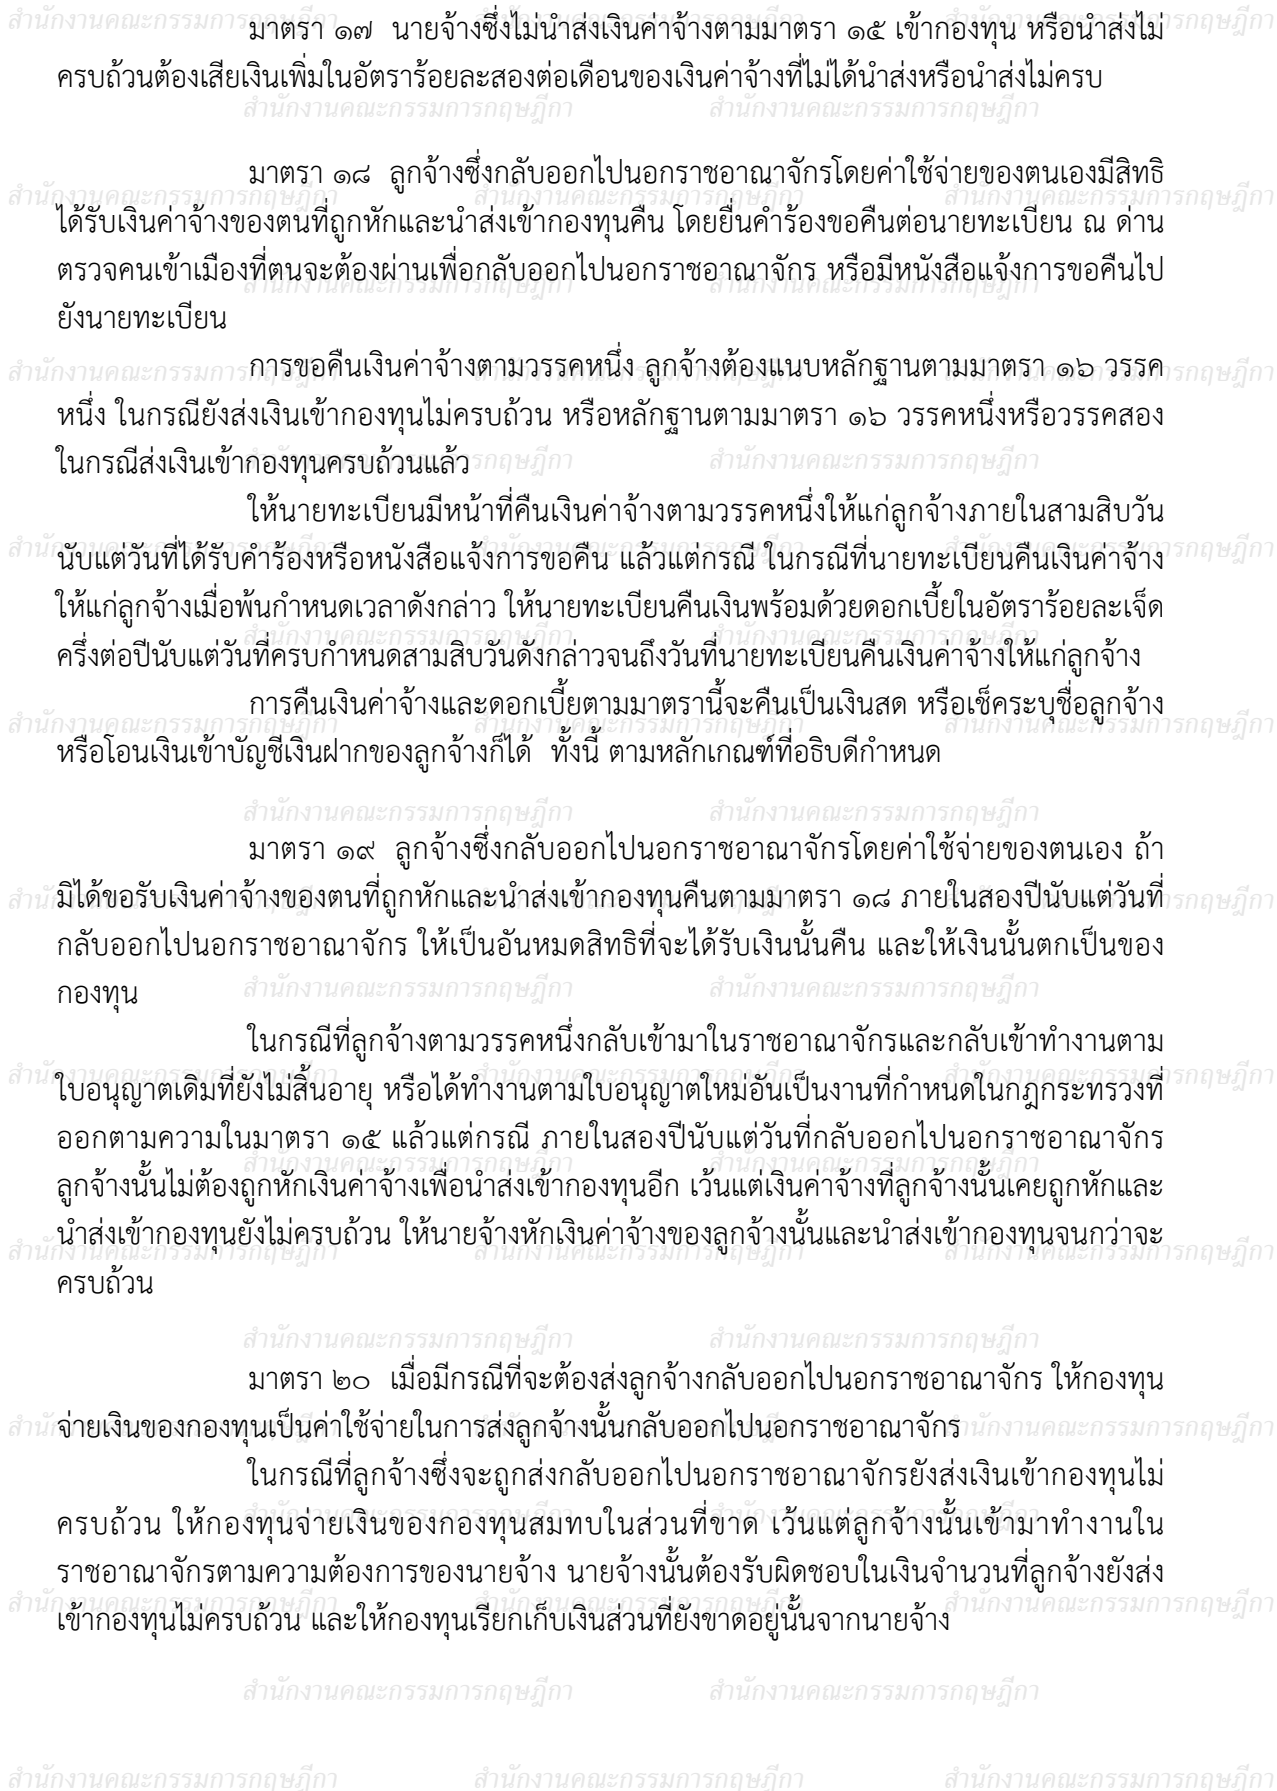 มาตรา ๑๗  นายจ้างซึ่งไม่นำส่งเงินค่าจ้างตามมาตรา ๑๕ เข้ากองทุน หรือนำส่งไม่
ครบถ้วนต้องเสียเงินเพิ่มในอัตราร้อยละสองต่อเดือนของเงินค่าจ้างที่ไม่ได้นำส่งหรือนำส่งไม่ครบ
มาตรา ๑๘  ลูกจ้างซึ่งกลับออกไปนอกราชอาณาจักรโดยค่าใช้จ่ายของตนเองมีสิทธิ
ได้รับเงินค่าจ้างของตนที่ถูกหักและนำส่งเข้ากองทุนคืน โดยยื่นคำร้องขอคืนต่อนายทะเบียน ณ ด่าน
ตรวจคนเข้าเมืองที่ตนจะต้องผ่านเพื่อกลับออกไปนอกราชอาณาจักร หรือมีหนังสือแจ้งการขอคืนไป
ยังนายทะเบียน
การขอคืนเงินค่าจ้างตามวรรคหนึ่ง ลูกจ้างต้องแนบหลักฐานตามมาตรา ๑๖ วรรค
หนึ่ง ในกรณียังส่งเงินเข้ากองทุนไม่ครบถ้วน หรือหลักฐานตามมาตรา ๑๖ วรรคหนึ่งหรือวรรคสอง
ในกรณีส่งเงินเข้ากองทุนครบถ้วนแล้ว
ให้นายทะเบียนมีหน้าที่คืนเงินค่าจ้างตามวรรคหนึ่งให้แก่ลูกจ้างภายในสามสิบวัน
นับแต่วันที่ได้รับคำร้องหรือหนังสือแจ้งการขอคืน แล้วแต่กรณี ในกรณีที่นายทะเบียนคืนเงินค่าจ้าง
ให้แก่ลูกจ้างเมื่อพ้นกำหนดเวลาดังกล่าว ให้นายทะเบียนคืนเงินพร้อมด้วยดอกเบี้ยในอัตราร้อยละเจ็ด
ครึ่งต่อปีนับแต่วันที่ครบกำหนดสามสิบวันดังกล่าวจนถึงวันที่นายทะเบียนคืนเงินค่าจ้างให้แก่ลูกจ้าง
การคืนเงินค่าจ้างและดอกเบี้ยตามมาตรานี้จะคืนเป็นเงินสด หรือเช็คระบุชื่อลูกจ้าง
หรือโอนเงินเข้าบัญชีเงินฝากของลูกจ้างก็ได้  ทั้งนี้ ตามหลักเกณฑ์ที่อธิบดีกำหนด
มาตรา ๑๙  ลูกจ้างซึ่งกลับออกไปนอกราชอาณาจักรโดยค่าใช้จ่ายของตนเอง ถ้า
มิได้ขอรับเงินค่าจ้างของตนที่ถูกหักและนำส่งเข้ากองทุนคืนตามมาตรา ๑๘ ภายในสองปีนับแต่วันที่
กลับออกไปนอกราชอาณาจักร ให้เป็นอันหมดสิทธิที่จะได้รับเงินนั้นคืน และให้เงินนั้นตกเป็นของ
กองทุน
ในกรณีที่ลูกจ้างตามวรรคหนึ่งกลับเข้ามาในราชอาณาจักรและกลับเข้าทำงานตาม
ใบอนุญาตเดิมที่ยังไม่สิ้นอายุ หรือได้ทำงานตามใบอนุญาตใหม่อันเป็นงานที่กำหนดในกฎกระทรวงที่
ออกตามความในมาตรา ๑๕ แล้วแต่กรณี ภายในสองปีนับแต่วันที่กลับออกไปนอกราชอาณาจักร
ลูกจ้างนั้นไม่ต้องถูกหักเงินค่าจ้างเพื่อนำส่งเข้ากองทุนอีก เว้นแต่เงินค่าจ้างที่ลูกจ้างนั้นเคยถูกหักและ
นำส่งเข้ากองทุนยังไม่ครบถ้วน ให้นายจ้างหักเงินค่าจ้างของลูกจ้างนั้นและนำส่งเข้ากองทุนจนกว่าจะ
ครบถ้วน
มาตรา ๒๐  เมื่อมีกรณีที่จะต้องส่งลูกจ้างกลับออกไปนอกราชอาณาจักร ให้กองทุน
จ่ายเงินของกองทุนเป็นค่าใช้จ่ายในการส่งลูกจ้างนั้นกลับออกไปนอกราชอาณาจักร
ในกรณีที่ลูกจ้างซึ่งจะถูกส่งกลับออกไปนอกราชอาณาจักรยังส่งเงินเข้ากองทุนไม่
ครบถ้วน ให้กองทุนจ่ายเงินของกองทุนสมทบในส่วนที่ขาด เว้นแต่ลูกจ้างนั้นเข้ามาทำงานใน
ราชอาณาจักรตามความต้องการของนายจ้าง นายจ้างนั้นต้องรับผิดชอบในเงินจำนวนที่ลูกจ้างยังส่ง
เข้ากองทุนไม่ครบถ้วน และให้กองทุนเรียกเก็บเงินส่วนที่ยังขาดอยู่นั้นจากนายจ้าง
สำนักงานคณะกรรมการกฤษฎีกา